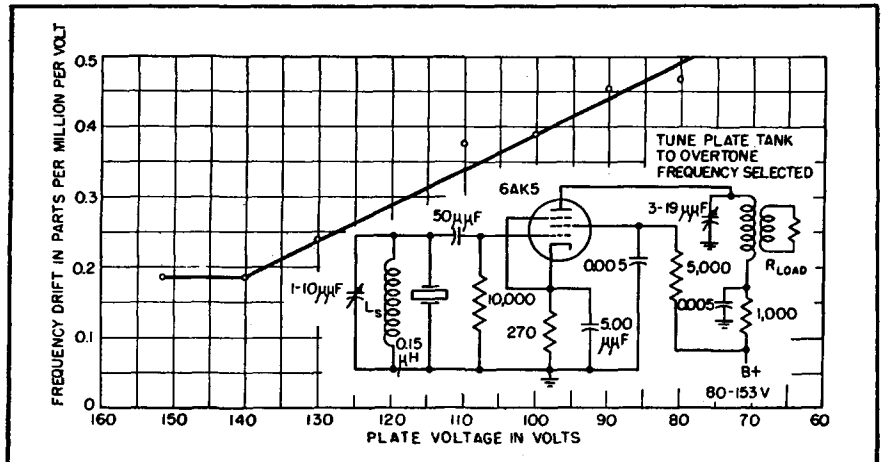 FREQUENCY DRIFT IN PARTS PER MILLION PER VOLT
0.5
0.4
0.3
0.2
0.1
0
160
150
140
130
120
110
100
90
80
70
60
PLATE VOLTAGE IN VOLTS
TUNE PLATE TANK
TO OVERTONE
FREQUENCY SELECTED
6AK5
50μμF
3-19μμF
1-10μμF
LS
0.15
μH
10,000
270
5.00
μμF
0.005
5,000
0.005
RLOAD
1,000
B+
80-153 V